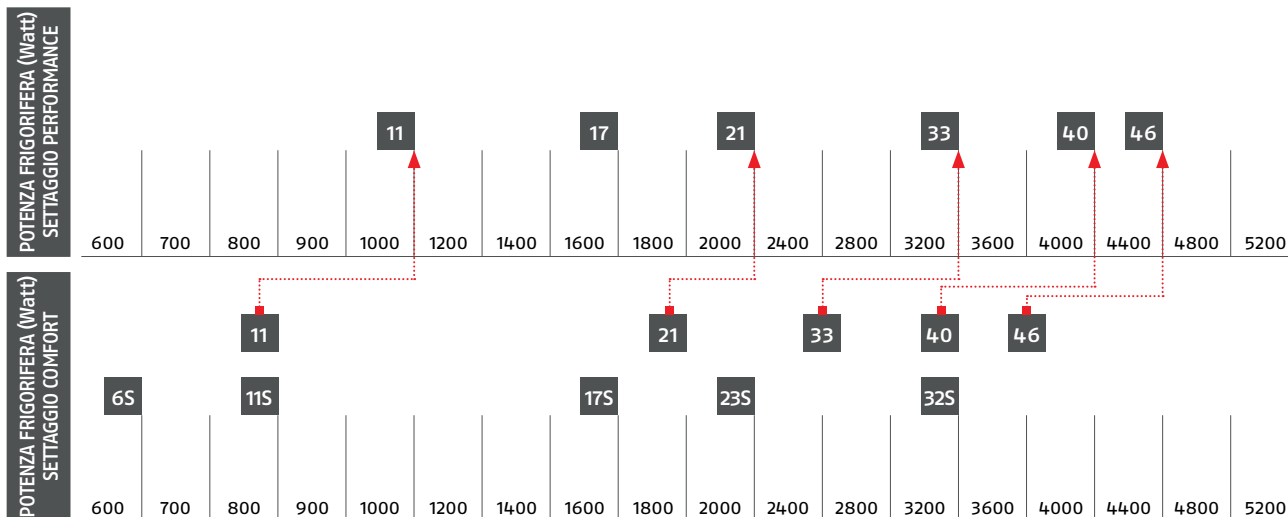 POTENZA FRIGORIFERA (Watt)
SETTAGGIO PERFORMANCE
11 17 21 33 40 46
600 700 800 900 1000 1200 1400 1600 1800 2000 2400 2800 3200 3600 4000 4400 4800 5200
POTENZA FRIGORIFERA (Watt)
SETTAGGIO COMFORT
11 21 33 40 46
6S 11S 17S 23S 32S
600 700 800 900 1000 1200 1400 1600 1800 2000 2400 2800 3200 3600 4000 4400 4800 5200